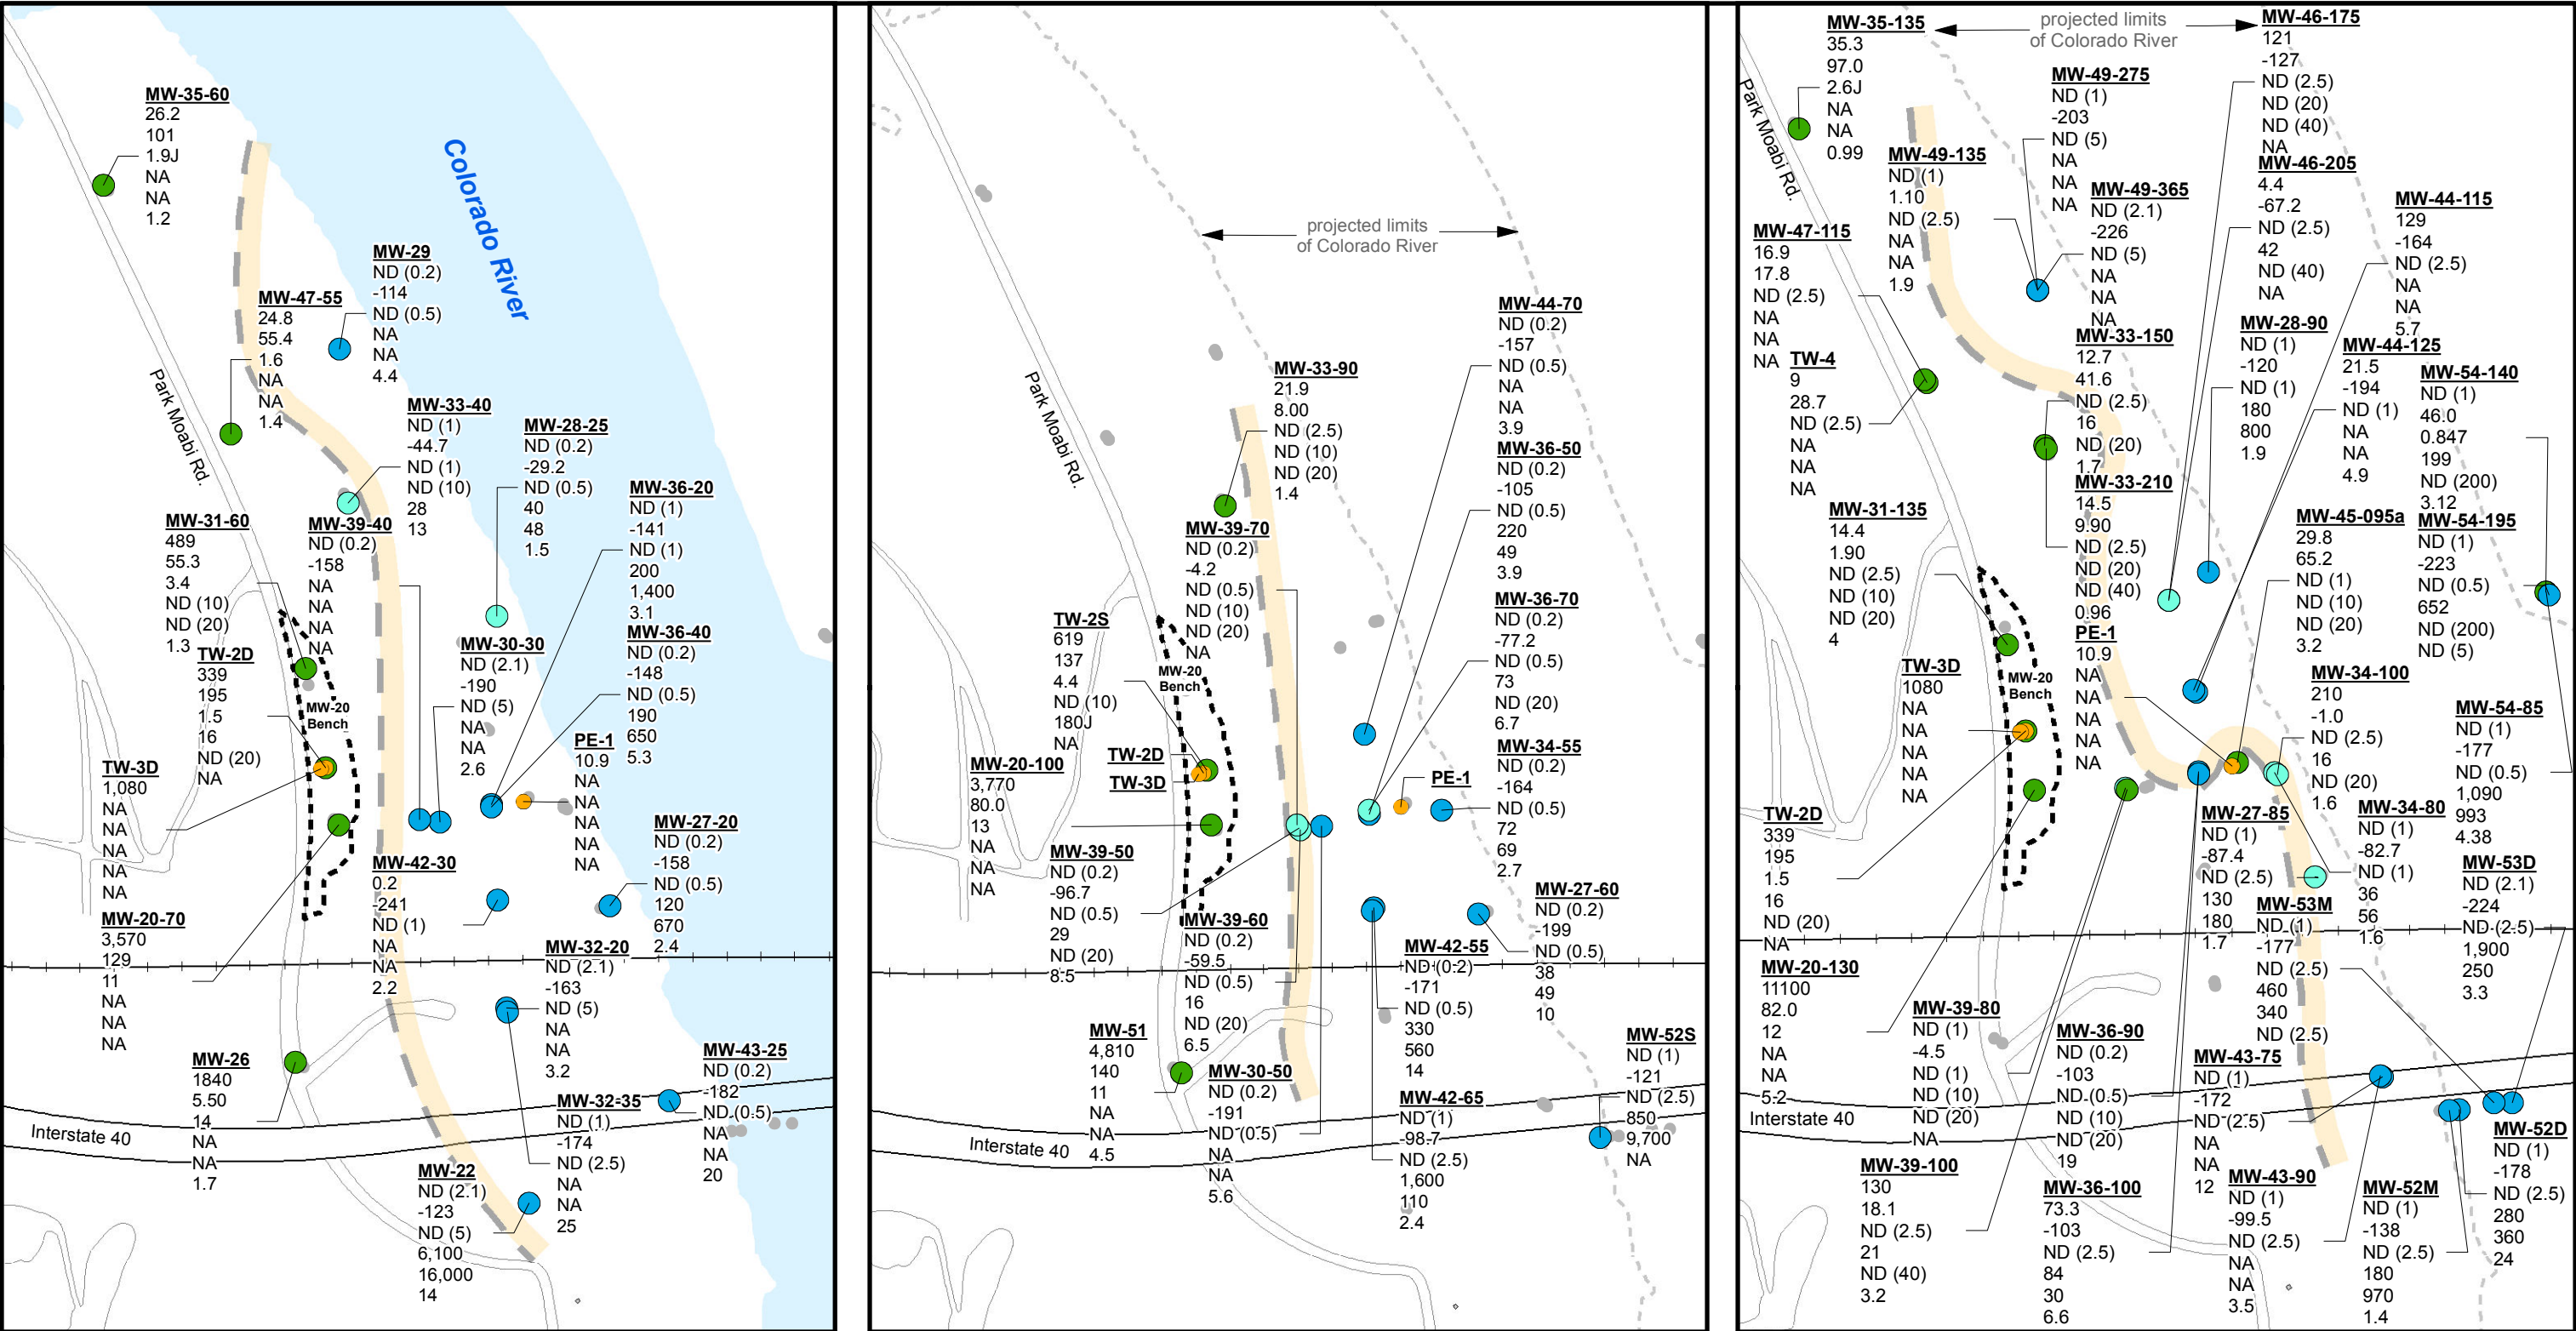 MW-35-60
26.2
101
1.9J
NA
NA
1.2
Colorado River
MW-29
ND (0.2)
-114
ND (0.5)
NA
NA
4.4
MW-47-55
24.8
55.4
1.6
NA
NA
1.4
Park Moabi Rd.
MW-33-40
ND (1)
-44.7
ND (1)
ND (10)
28
13
MW-28-25
ND (0.2)
-29.2
ND (0.5)
40
48
1.5
MW-36-20
ND (1)
-141
ND (1)
200
1,400
3.1
MW-31-60
489
55.3
3.4
ND (10)
ND (20)
1.3
MW-39-40
ND (0.2)
-158
NA
NA
NA
NA
MW-36-40
ND (0.2)
-148
ND (0.5)
190
650
5.3
MW-30-30
ND (2.1)
-190
ND (5)
NA
NA
2.6
TW-2D
339
195
1.5
16
ND (20)
NA
MW-20
Bench
PE-1
10.9
NA
NA
NA
NA
NA
TW-3D
1,080
NA
NA
NA
NA
NA
MW-27-20
ND (0.2)
-158
ND (0.5)
120
670
2.4
MW-42-30
0.2
-241
ND (1)
NA
NA
2.2
MW-20-70
3,570
129
11
NA
NA
NA
MW-32-20
ND (2.1)
-163
ND (5)
NA
NA
3.2
MW-26
1840
5.50
14
NA
NA
1.7
MW-43-25
ND (0.2)
-182
ND (0.5)
NA
NA
20
MW-32-35
ND (1)
-174
ND (2.5)
NA
NA
25
Interstate 40
MW-22
ND (2.1)
-123
ND (5)
6,100
16,000
14
projected limits
of Colorado River
MW-44-70
ND (0.2)
-157
ND (0.5)
NA
NA
3.9
MW-33-90
21.9
8.00
ND (2.5)
ND (10)
ND (20)
1.4
Park Moabi Rd.
MW-36-50
ND (0.2)
-105
ND (0.5)
220
49
3.9
MW-39-70
ND (0.2)
-4.2
ND (0.5)
ND (10)
ND (20)
NA
MW-36-70
ND (0.2)
-77.2
ND (0.5)
73
ND (20)
6.7
TW-2S
619
137
4.4
ND (10)
180J
NA
MW-20
Bench
TW-2D
TW-3D
MW-34-55
ND (0.2)
-164
ND (0.5)
72
69
2.7
MW-20-100
3,770
80.0
13
NA
NA
NA
PE-1
MW-39-50
ND (0.2)
-96.7
ND (0.5)
29
ND (20)
8.5
MW-27-60
ND (0.2)
-199
ND (0.5)
38
49
10
MW-39-60
ND (0.2)
-59.5
ND (0.5)
16
ND (20)
6.5
MW-42-55
ND (0.2)
-171
ND (0.5)
330
560
14
MW-51
4,810
140
11
NA
NA
4.5
MW-52S
ND (1)
-121
ND (2.5)
850
9,700
NA
MW-30-50
ND (0.2)
-191
ND (0.5)
NA
NA
5.6
MW-42-65
ND (1)
-98.7
ND (2.5)
1,600
110
2.4
Interstate 40
MW-35-135
35.3
97.0
2.6J
NA
NA
0.99
projected limits
of Colorado River
MW-46-175
121
-127
ND (2.5)
ND (20)
ND (40)
NA
Park Moabi Rd.
MW-49-275
ND (1)
-203
ND (5)
NA
NA
NA
MW-49-135
ND (1)
1.10
ND (2.5)
NA
NA
1.9
MW-46-205
4.4
-67.2
ND (2.5)
42
ND (40)
NA
MW-49-365
ND (2.1)
-226
ND (5)
NA
NA
NA
MW-44-115
129
-164
ND (2.5)
NA
NA
5.7
MW-47-115
16.9
17.8
ND (2.5)
NA
NA
NA
MW-28-90
ND (1)
-120
ND (1)
180
800
1.9
MW-33-150
12.7
41.6
ND (2.5)
16
ND (20)
1.7
MW-44-125
21.5
-194
ND (1)
NA
NA
4.9
TW-4
9
28.7
ND (2.5)
NA
NA
NA
MW-54-140
ND (1)
46.0
0.847
199
ND (200)
3.12
MW-33-210
14.5
9.90
ND (2.5)
ND (20)
ND (40)
0.96
MW-31-135
14.4
1.90
ND (2.5)
ND (10)
ND (20)
4
MW-45-095a
29.8
65.2
ND (1)
ND (10)
ND (20)
3.2
MW-54-195
ND (1)
-223
ND (0.5)
652
ND (200)
ND (5)
PE-1
10.9
NA
NA
NA
NA
NA
TW-3D
1080
NA
NA
NA
NA
NA
MW-20
Bench
MW-34-100
210
-1.0
ND (2.5)
16
ND (20)
1.6
MW-54-85
ND (1)
-177
ND (0.5)
1,090
993
4.38
TW-2D
339
195
1.5
16
ND (20)
NA
MW-27-85
ND (1)
-87.4
ND (2.5)
130
180
1.7
MW-34-80
ND (1)
-82.7
ND (1)
36
56
1.6
MW-53D
ND (2.1)
-224
ND (2.5)
1,900
250
3.3
MW-53M
ND (1)
-177
ND (2.5)
460
340
ND (2.5)
MW-20-130
11100
82.0
12
NA
NA
5.2
MW-39-80
ND (1)
-4.5
ND (1)
ND (10)
ND (20)
NA
MW-36-90
ND (0.2)
-103
ND (0.5)
ND (10)
ND (20)
19
MW-43-75
ND (1)
-172
ND (2.5)
NA
NA
12
Interstate 40
MW-52D
ND (1)
-178
ND (2.5)
280
360
24
MW-39-100
130
18.1
ND (2.5)
21
ND (40)
3.2
MW-36-100
73.3
-103
ND (2.5)
84
30
6.6
MW-43-90
ND (1)
-99.5
ND (2.5)
NA
NA
3.5
MW-52M
ND (1)
-138
ND (2.5)
180
970
1.4